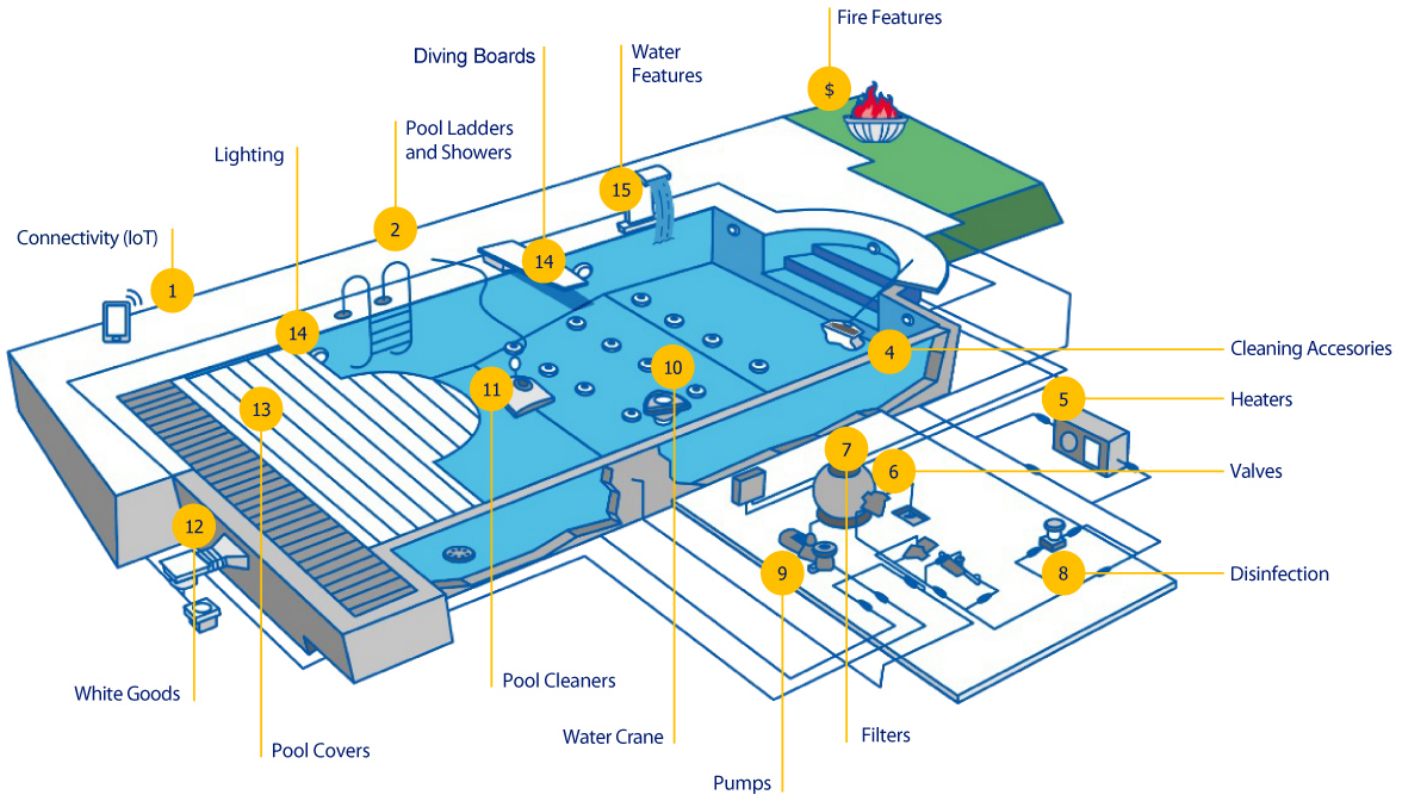 Fire Features
$
Diving Boards
Water
Features
Pool Ladders
and Showers
Lighting
15
2
Connectivity (IoT)
14
1
14
4
Cleaning Accesories
10
11
5
Heaters
13
7
6
Valves
12
9
8
Disinfection
White Goods
Pool Cleaners
Water Crane
Filters
Pool Covers
Pumps